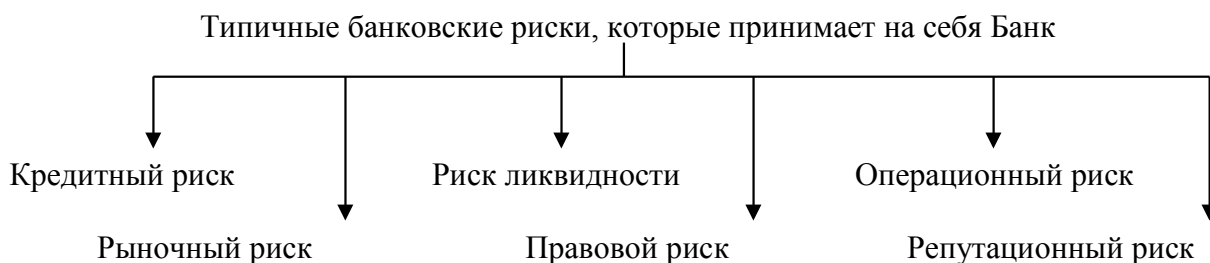 Типичные банковские риски, которые принимает на себя Банк
Кредитный риск Риск ликвидности Операционный риск
Рыночный риск Правовой риск Репутационный риск